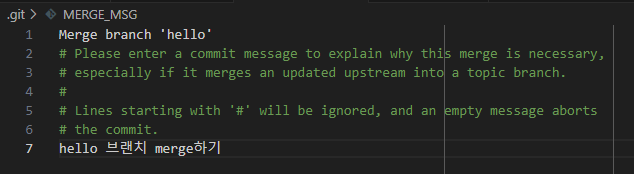 .git > MERGE_MSG
1 Merge branch 'hello'
2 # Please enter a commit message to explain why this merge is necessary,
3 # especially if it merges an updated upstream into a topic branch.
4 #
5 # Lines starting with '#' will be ignored, and an empty message aborts
6 # the commit.
7 hello 브랜치 merge하기